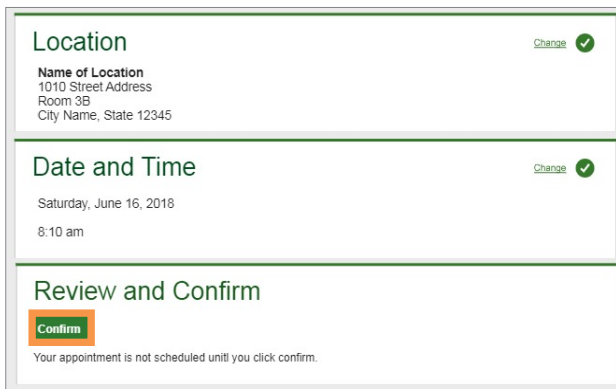 Location
Change
Name of Location
1010 Street Address
Room 3B
City Name, State 12345
Date and Time
Change
Saturday, June 16, 2018
8:10 am
Review and Confirm
Confirm
Your appointment is not scheduled unitl you click confirm.